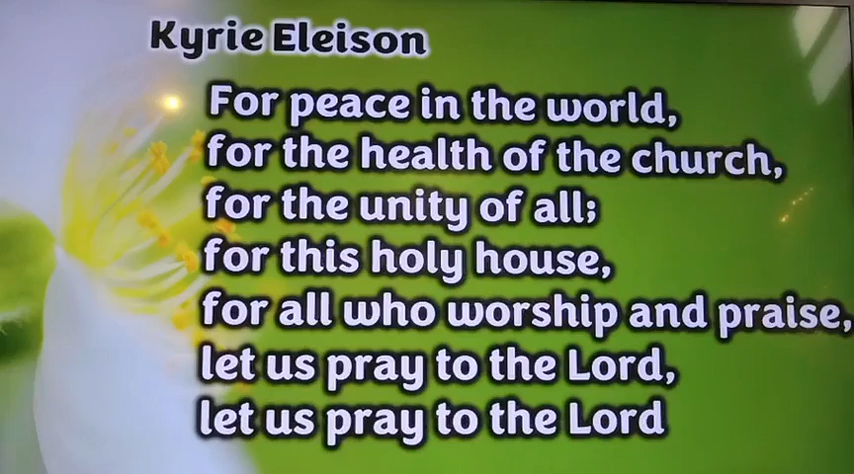 Kyrie Eleison
For peace in the world,
for the health of the church,
for the unity of all;
for this holy house,
for all who worship and praise,
let us pray to the Lord,
let us pray to the Lord